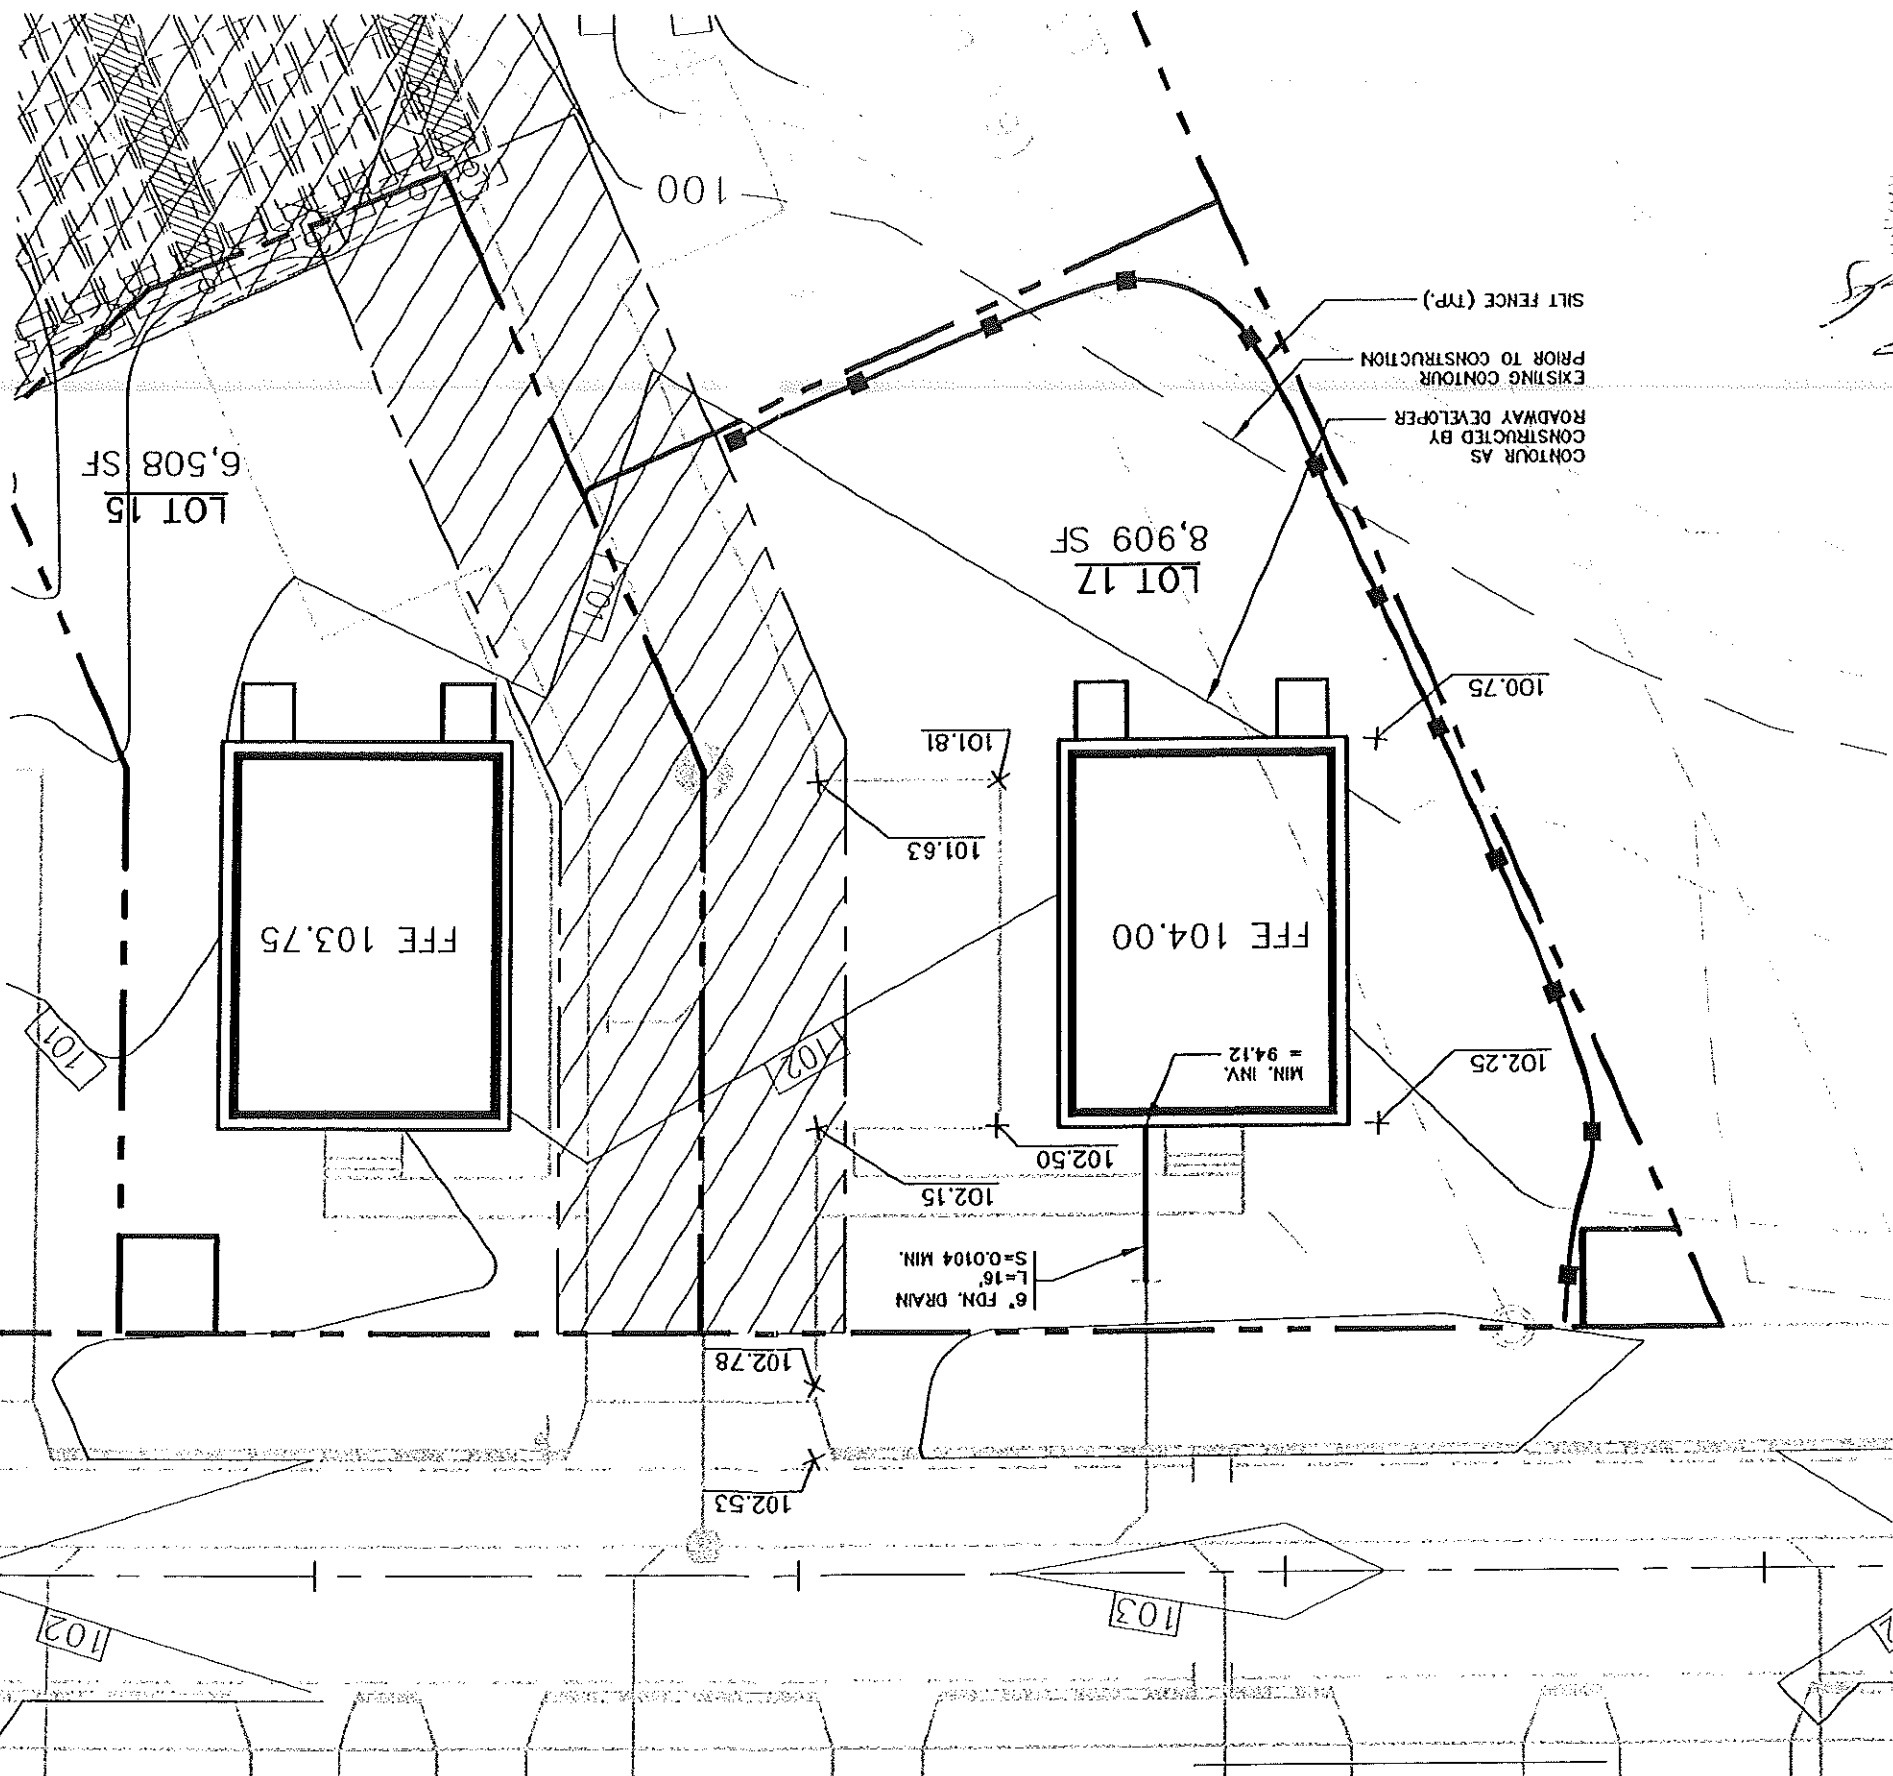 102
103
102.53
102.78
6" FDN. DRAIN
L=16'
S=0.0104 MIN.
102.15
102.50
MIN. INV.
= 94.12
102.25
102
101
FFE 104.00
FFE 103.75
101.63
101.81
100.75
101
LOT 17
8,909 SF
LOT 15
6,508 SF
CONTOUR AS
CONSTRUCTED BY
ROADWAY DEVELOPER
EXISTING CONTOUR
PRIOR TO CONSTRUCTION
SILT FENCE (TYP.)
100